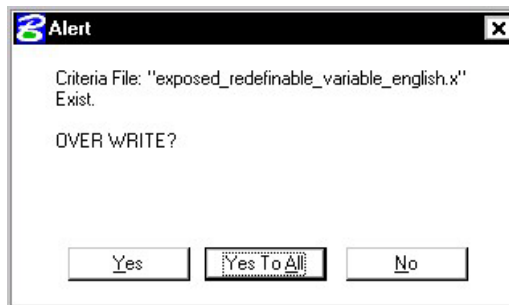 Alert
Criteria File: "exposed_redefinable_variable_english.x"
Exist.
OVER WRITE?
Yes
Yes To All
No